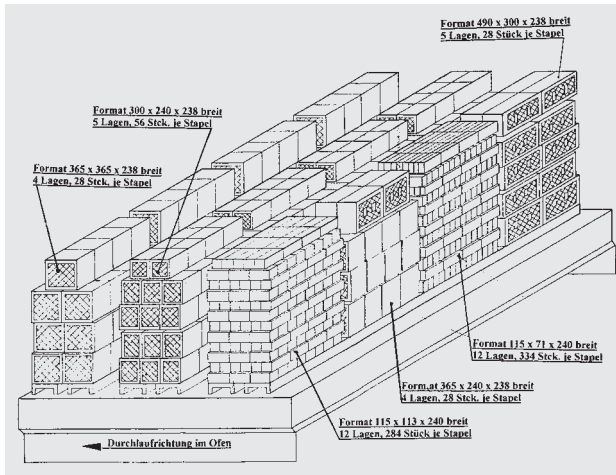 Format 490 x 300 x 238 breit
5 Lagen, 28 Stück je Stapel
Format 300 x 240 x 238 breit
5 Lagen, 56 Stck. je Stapel
Format 365 x 365 x 238 breit
4 Lagen, 28 Stck. je Stapel
Format 115 x 71 x 240 breit
12 Lagen, 334 Stck. je Stapel
Format 365 x 240 x 238 breit
4 Lagen, 28 Stck. je Stapel
Format 115 x 113 x 240 breit
12 Lagen, 284 Stück je Stapel
Durchlaufrichtung im Ofen